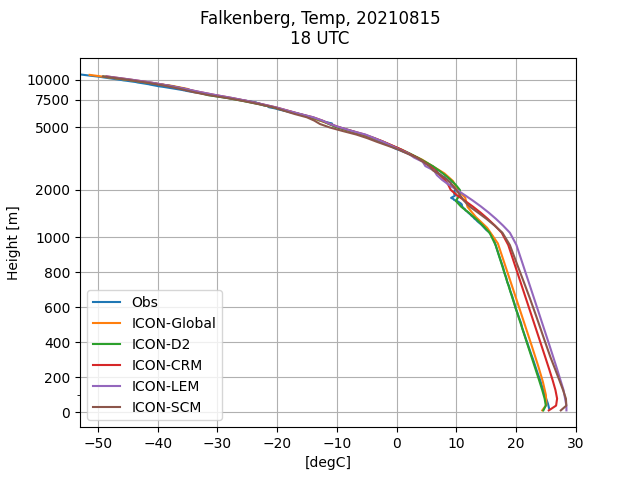 Falkenberg, Temp, 20210815
18 UTC
10000
7500
5000
2000
1000
800
600
400
200
0
Height [m]
Obs
ICON-Global
ICON-D2
ICON-CRM
ICON-LEM
ICON-SCM
−50 −40 −30 −20 −10 0 10 20 30
[degC]